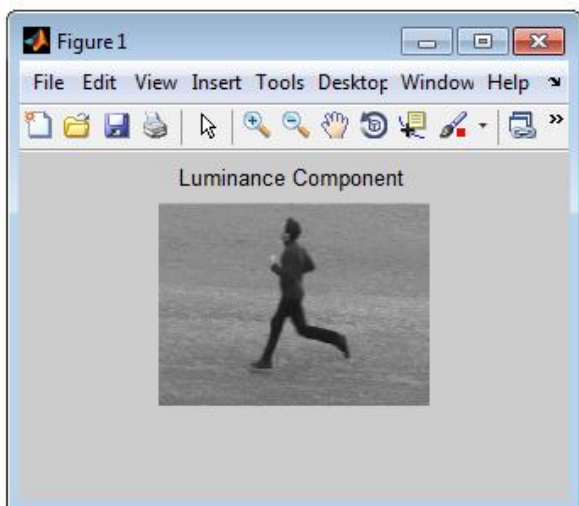 Figure 1
File Edit View Insert Tools Desktop Window Help
Luminance Component